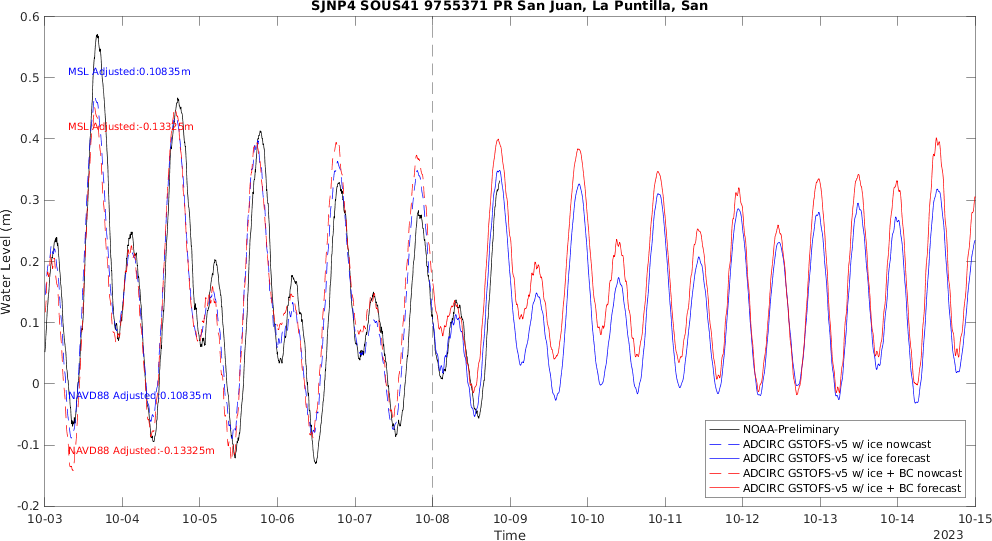 SJNP4 SOUS41 9755371 PR San Juan, La Puntilla, San
0.6
0.5
0.4
0.3
0.2
0.1
0
-0.1
-0.2
Water Level (m)
MSL Adjusted:0.10835m
MSL Adjusted:-0.13325m
NAVD88 Adjusted:0.10835m
NAVD88 Adjusted:-0.13325m
NOAA-Preliminary
ADCIRC GSTOFS-v5 w/ ice nowcast
ADCIRC GSTOFS-v5 w/ ice forecast
ADCIRC GSTOFS-v5 w/ ice + BC nowcast
ADCIRC GSTOFS-v5 w/ ice + BC forecast
10-03 10-04 10-05 10-06 10-07 10-08 10-09 10-10 10-11 10-12 10-13 10-14 10-15
Time
2023